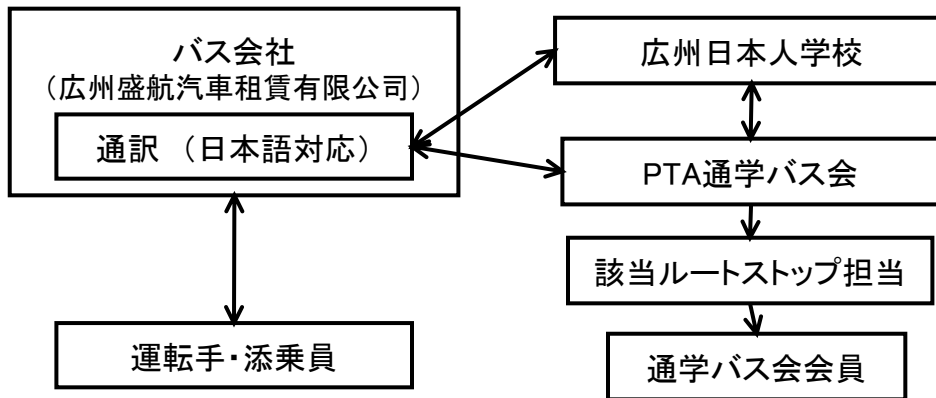 バス会社
（広州盛航汽車租賃有限公司）
通訳　（日本語対応）
運転手・添乗員
広州日本人学校
PTA通学バス会
該当ルートストップ担当
通学バス会会員